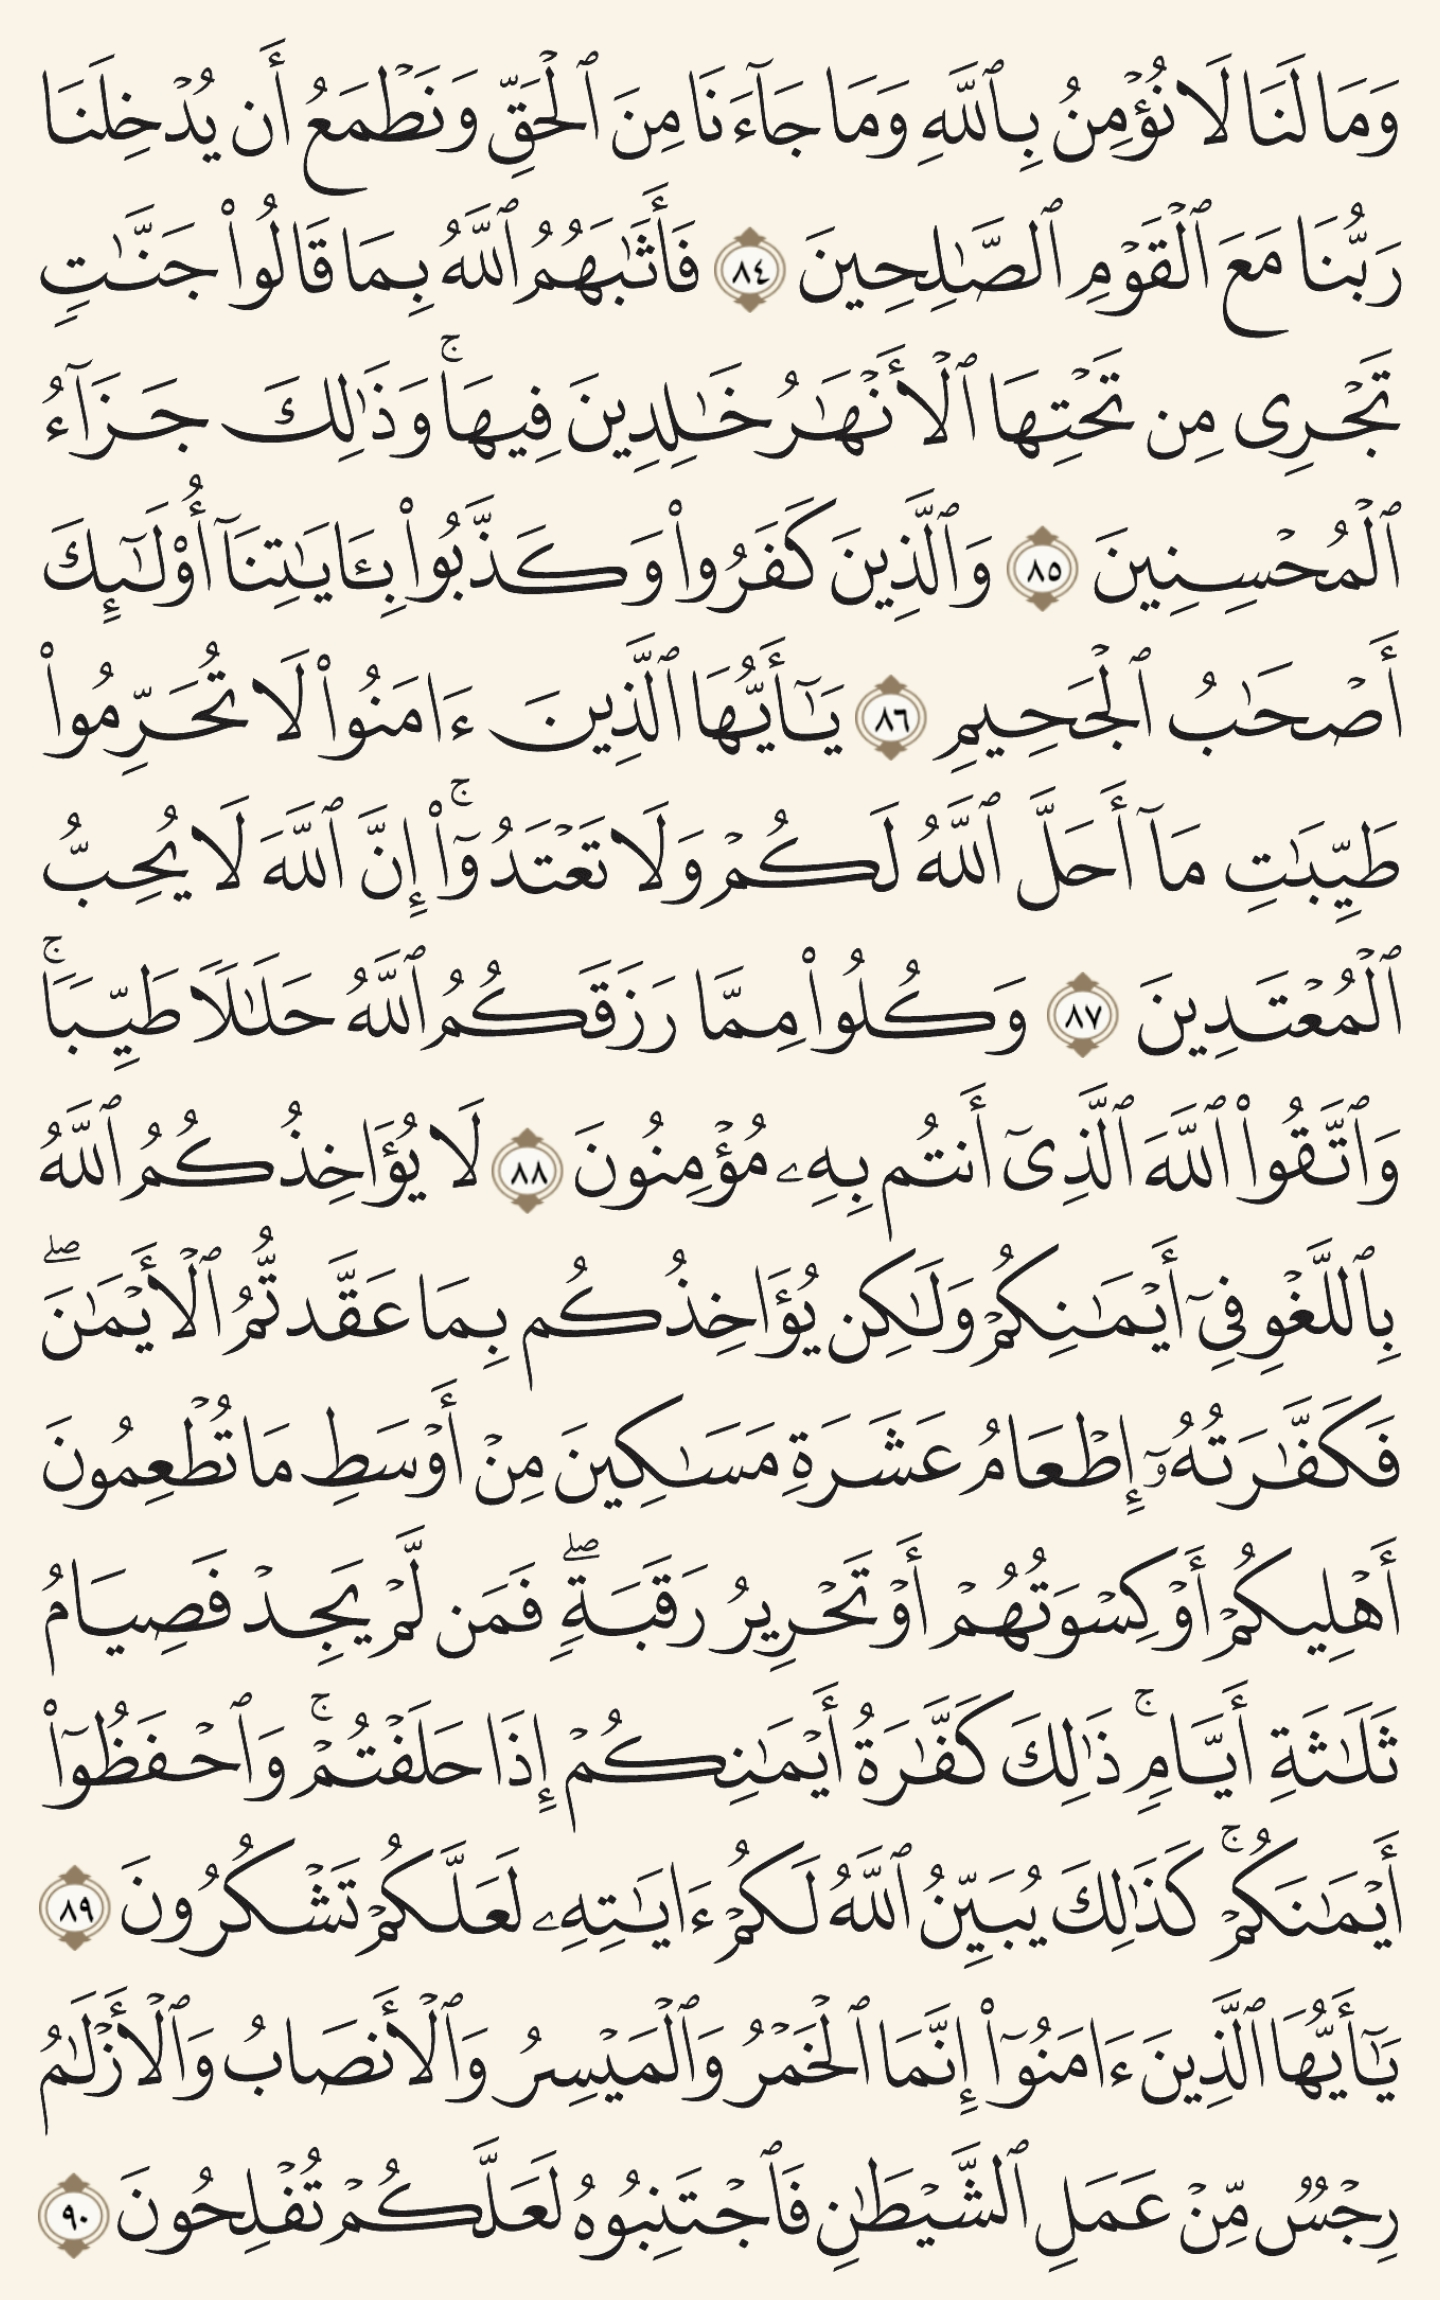 وَمَا لَنَا لَا نُؤْمِنُ بِٱللَّهِ وَمَا جَآءَنَا مِنَ ٱلْحَقِّ وَنَطْمَعُ أَن يُدْخِلَنَا
رَبُّنَا مَعَ ٱلْقَوْمِ ٱلصَّـٰلِحِينَ ٨٤ فَأَثَـٰبَهُمُ ٱللَّهُ بِمَا قَالُوا۟ جَنَّـٰتٍ
تَجْرِى مِن تَحْتِهَا ٱلْأَنْهَـٰرُ خَـٰلِدِينَ فِيهَا ۚ وَذَٰلِكَ جَزَآءُ
ٱلْمُحْسِنِينَ ٨٥ وَٱلَّذِينَ كَفَرُوا۟ وَكَذَّبُوا۟ بِـَٔايَـٰتِنَآ أُو۟لَـٰٓئِكَ
أَصْحَـٰبُ ٱلْجَحِيمِ ٨٦ يَـٰٓأَيُّهَا ٱلَّذِينَ ءَامَنُوا۟ لَا تُحَرِّمُوا۟
طَيِّبَـٰتِ مَآ أَحَلَّ ٱللَّهُ لَكُمْ وَلَا تَعْتَدُوٓا۟ ۚ إِنَّ ٱللَّهَ لَا يُحِبُّ
ٱلْمُعْتَدِينَ ٨٧ وَكُلُوا۟ مِمَّا رَزَقَكُمُ ٱللَّهُ حَلَـٰلًا طَيِّبًا ۚ
وَٱتَّقُوا۟ ٱللَّهَ ٱلَّذِىٓ أَنتُم بِهِۦ مُؤْمِنُونَ ٨٨ لَا يُؤَاخِذُكُمُ ٱللَّهُ
بِٱللَّغْوِ فِىٓ أَيْمَـٰنِكُمْ وَلَـٰكِن يُؤَاخِذُكُم بِمَا عَقَّدتُّمُ ٱلْأَيْمَـٰنَ ۖ
فَكَفَّـٰرَتُهُۥٓ إِطْعَامُ عَشَرَةِ مَسَـٰكِينَ مِنْ أَوْسَطِ مَا تُطْعِمُونَ
أَهْلِيكُمْ أَوْ كِسْوَتُهُمْ أَوْ تَحْرِيرُ رَقَبَةٍ ۖ فَمَن لَّمْ يَجِدْ فَصِيَامُ
ثَلَـٰثَةِ أَيَّامٍ ۚ ذَٰلِكَ كَفَّـٰرَةُ أَيْمَـٰنِكُمْ إِذَا حَلَفْتُمْ ۚ وَٱحْفَظُوٓا۟
أَيْمَـٰنَكُمْ ۚ كَذَٰلِكَ يُبَيِّنُ ٱللَّهُ لَكُمْ ءَايَـٰتِهِۦ لَعَلَّكُمْ تَشْكُرُونَ ٨٩
يَـٰٓأَيُّهَا ٱلَّذِينَ ءَامَنُوٓا۟ إِنَّمَا ٱلْخَمْرُ وَٱلْمَيْسِرُ وَٱلْأَنصَابُ وَٱلْأَزْلَـٰمُ
رِجْسٌ مِّنْ عَمَلِ ٱلشَّيْطَـٰنِ فَٱجْتَنِبُوهُ لَعَلَّكُمْ تُفْلِحُونَ ٩٠